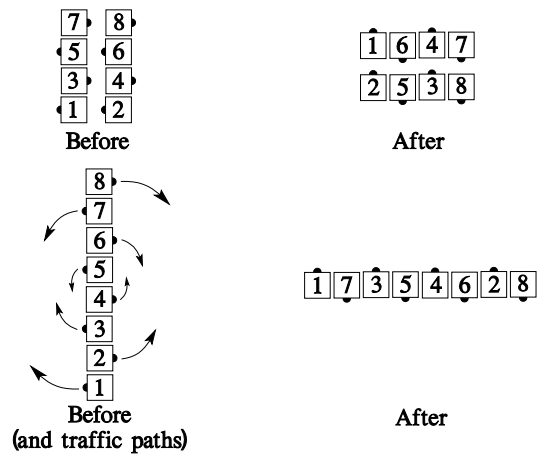 7 8
5 6
3 4
1 2
Before
1 6 4 7
2 5 3 8
After
8
7
6
5
4
3
2
1
Before
(and traffic paths)
1 7 3 5 4 6 2 8
After